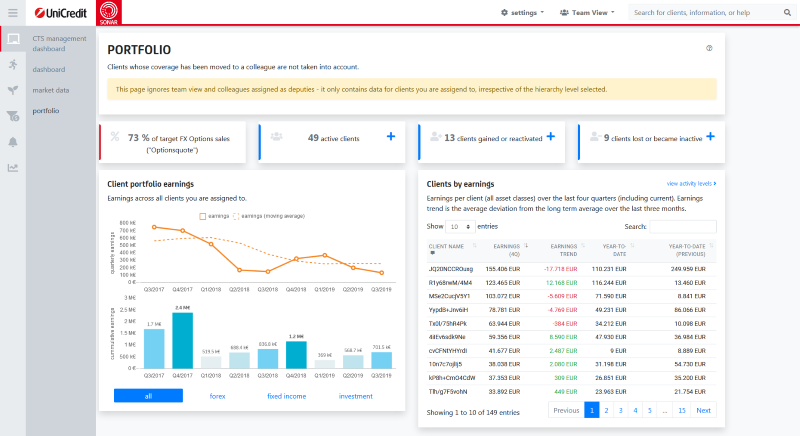 UniCredit
SONAR
settings
Team View
Search for clients, information, or help
CTS management
dashboard
dashboard
market data
portfolio
PORTFOLIO
Clients whose coverage has been moved to a colleague are not taken into account.
This page ignores team view and colleagues assigned as deputies - it only contains data for clients you are assigend to, irrespective of the hierarchy level selected.
73 % of target FX Options sales
("Optionsquote")
49 active clients
13 clients gained or reactivated
9 clients lost or became inactive
Client portfolio earnings
Earnings across all clients you are assigned to.
earnings
earnings (moving average)
quarterly earnings
800 k€
700 k€
600 k€
500 k€
400 k€
300 k€
200 k€
100 k€
0 k€
Q3/2017 Q4/2017 Q1/2018 Q2/2018 Q3/2018 Q4/2018 Q1/2019 Q2/2019 Q3/2019
cummulative earnings
3 M€
2.5 M€
2 M€
1.5 M€
1 M€
500 k€
0 k€
1.7 M€
2.4 M€
519.5 k€
688.4 k€
836.6 k€
1.2 M€
369 k€
568.7 k€
701.5 k€
Q3/2017 Q4/2017 Q1/2018 Q2/2018 Q3/2018 Q4/2018 Q1/2019 Q2/2019 Q3/2019
all
forex
fixed income
investment
Clients by earnings
view activity levels
Earnings per client (all asset classes) over the last four quarters (including current). Earnings
trend is the average deviation from the long term average over the last three months.
Show 10 entries
Search:
CLIENT NAME
EARNINGS
(4Q)
EARNINGS
TREND
YEAR-TO-
DATE
YEAR-TO-DATE
(PREVIOUS)
JQ20NCCROuxg 155.406 EUR -17.718 EUR 110.231 EUR 249.959 EUR
R1y68rwM/4M4 123.465 EUR 12.168 EUR 116.244 EUR 13.460 EUR
MSe2CucjV5Y1 103.072 EUR -5.609 EUR 71.590 EUR 8.841 EUR
YypdB+Jnv6iH 78.781 EUR -4.769 EUR 49.231 EUR 86.066 EUR
Tx0l/75hR4Pk 63.944 EUR -384 EUR 34.212 EUR 10.098 EUR
4IiEv6sdk9Ne 59.356 EUR 8.590 EUR 47.930 EUR 36.984 EUR
cvCFNtYHYrdI 41.677 EUR 2.487 EUR 9 EUR 8.889 EUR
10n7c7oj8jj5 38.038 EUR 2.080 EUR 31.198 EUR 54.730 EUR
kPIth+CmO4CdW 37.353 EUR 309 EUR 26.851 EUR 35.200 EUR
TIh/g7FSvohN 33.892 EUR 449 EUR 23.963 EUR 21.754 EUR
Showing 1 to 10 of 149 entries
Previous 1 2 3 4 5 ... 15 Next